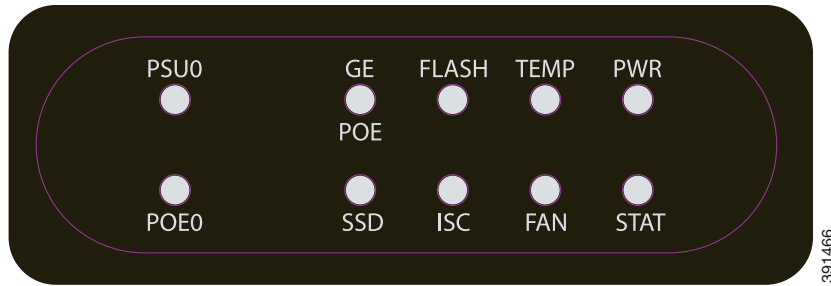 PSU0 GE FLASH TEMP PWR
POE
POE0 SSD ISC FAN STAT
391466